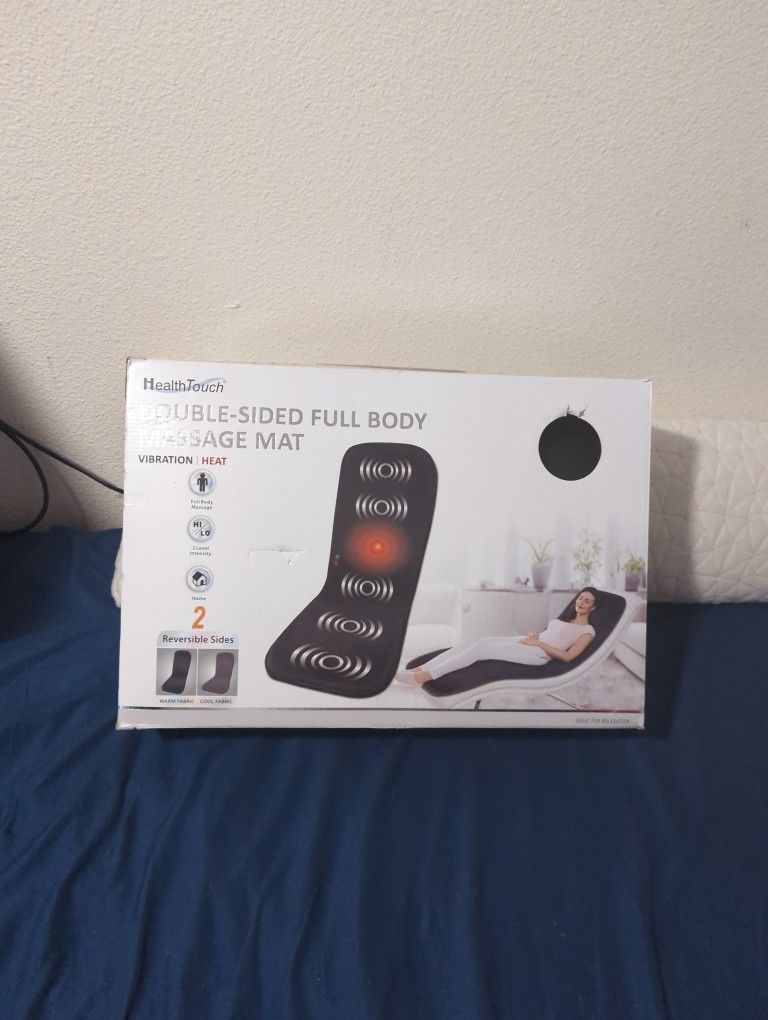 HealthTouch®
DOUBLE-SIDED FULL BODY
MASSAGE MAT
VIBRATION | HEAT
Full Body
Massage
HI
LO
2 Level
Intensity
Home
2
Reversible Sides
WARM FABRIC
COOL FABRIC
GREAT FOR RELAXATION